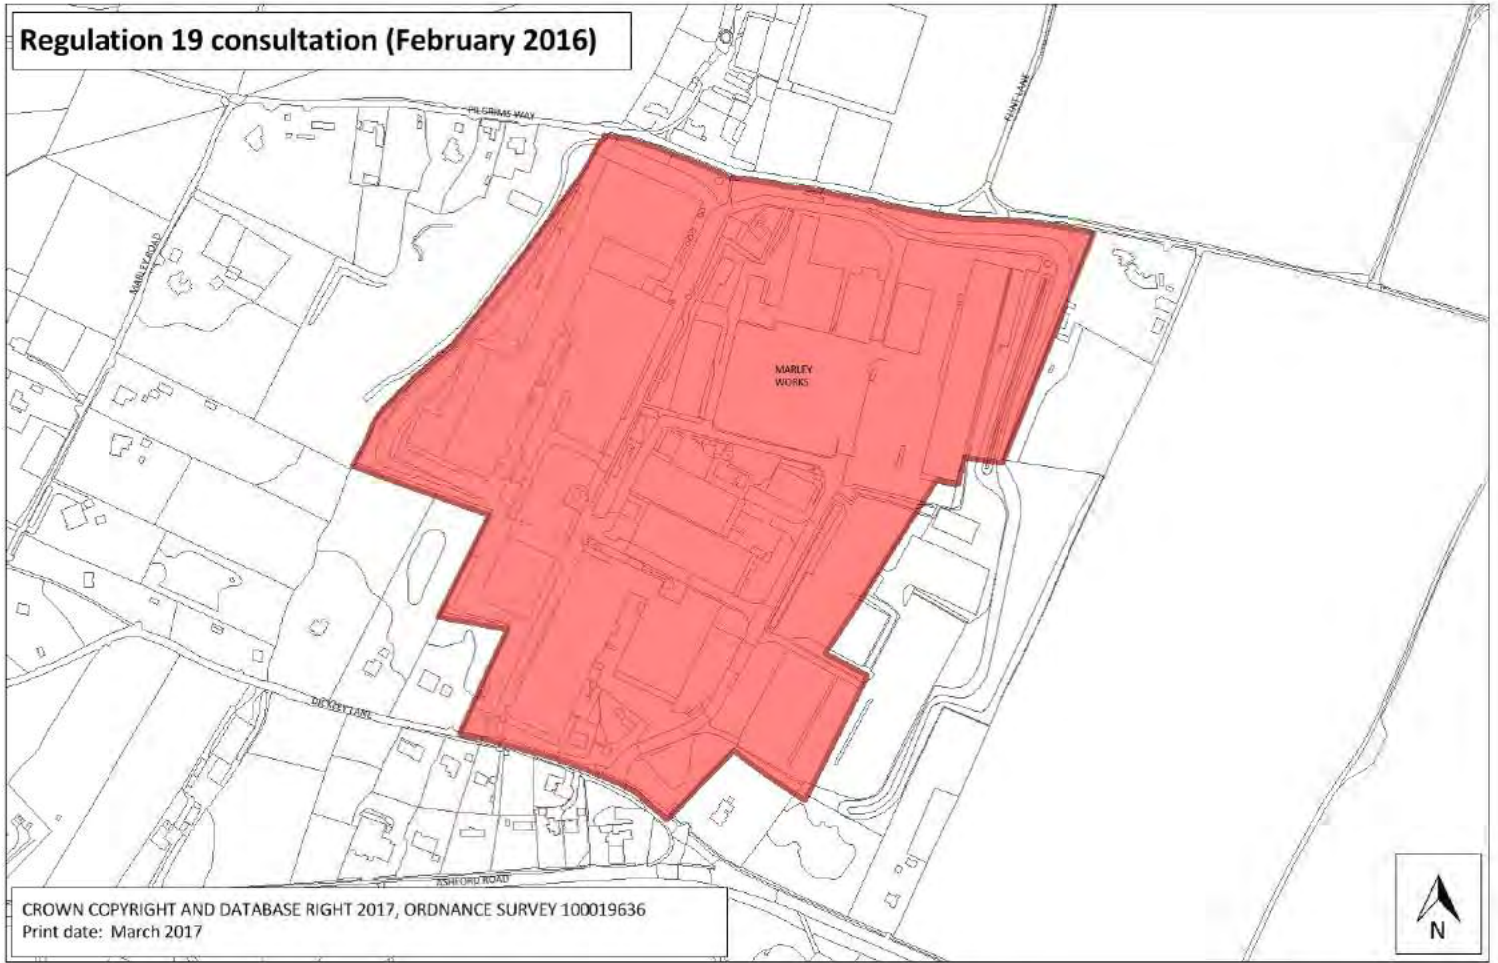 Regulation 19 consultation (February 2016)
PILGRIMS WAY
FLINT LANE
MARLEY ROAD
MARLEY
WORKS
DICKLEY LANE
ASHFORD ROAD
CROWN COPYRIGHT AND DATABASE RIGHT 2017, ORDNANCE SURVEY 100019636
Print date: March 2017
N